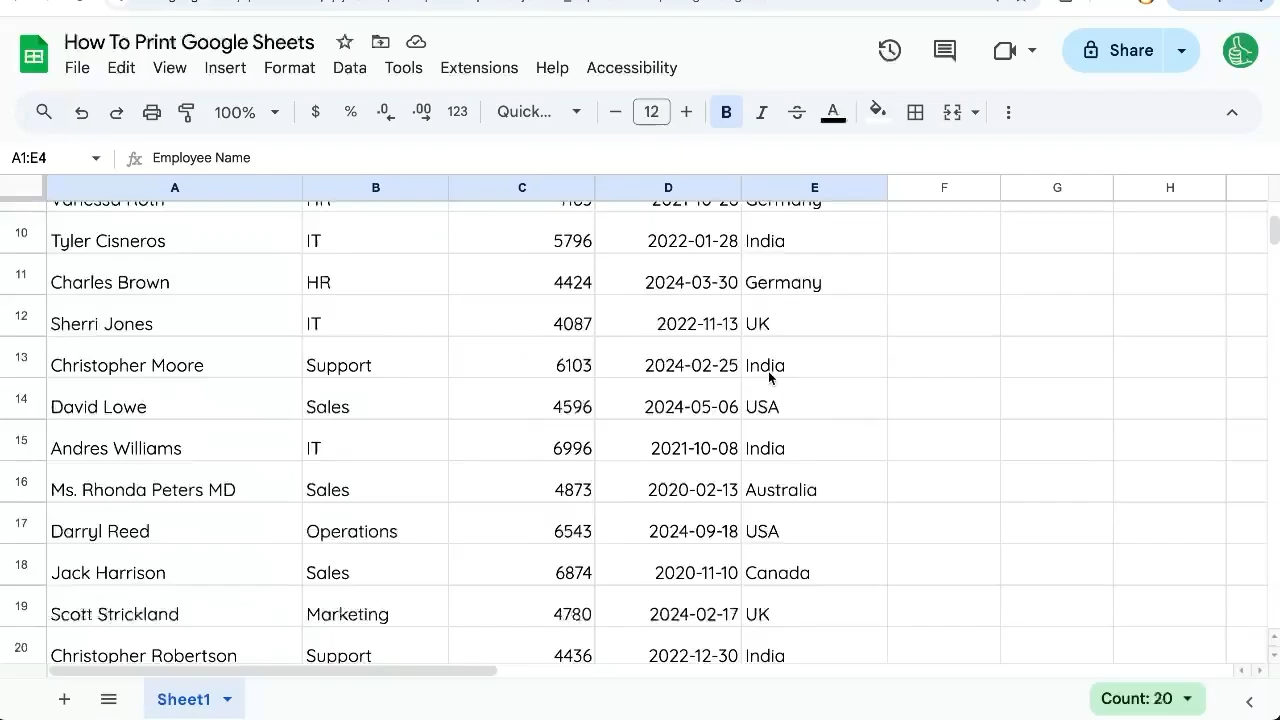 How To Print Google Sheets
File Edit View Insert Format Data Tools Extensions Help Accessibility
Share
100% $ % .0 .00 123 Quick... 12 B I A
A1:E4 fx Employee Name
A B C D E F G H
10 Tyler Cisneros IT 5796 2022-01-28 India
11 Charles Brown HR 4424 2024-03-30 Germany
12 Sherri Jones IT 4087 2022-11-13 UK
13 Christopher Moore Support 6103 2024-02-25 India
14 David Lowe Sales 4596 2024-05-06 USA
15 Andres Williams IT 6996 2021-10-08 India
16 Ms. Rhonda Peters MD Sales 4873 2020-02-13 Australia
17 Darryl Reed Operations 6543 2024-09-18 USA
18 Jack Harrison Sales 6874 2020-11-10 Canada
19 Scott Strickland Marketing 4780 2024-02-17 UK
20 Christopher Robertson Support 4436 2022-12-30 India
Sheet1
Count: 20